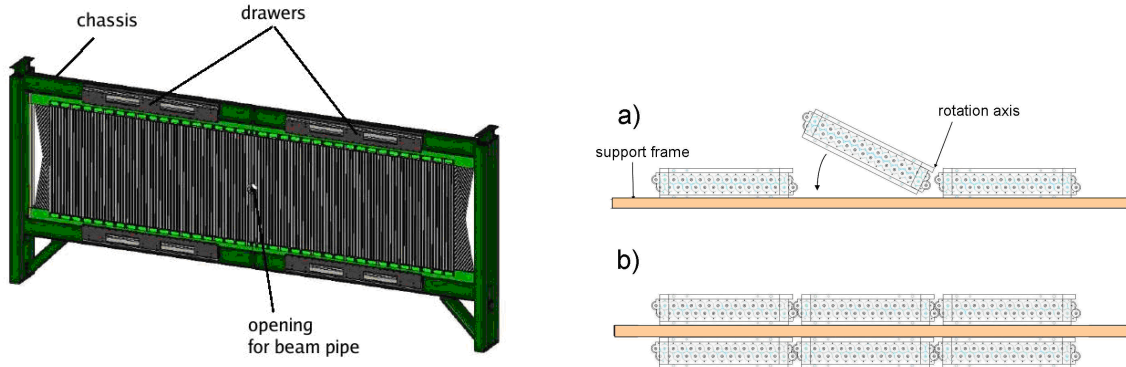 chassis
drawers
opening
for beam pipe
a)
rotation axis
support frame
b)